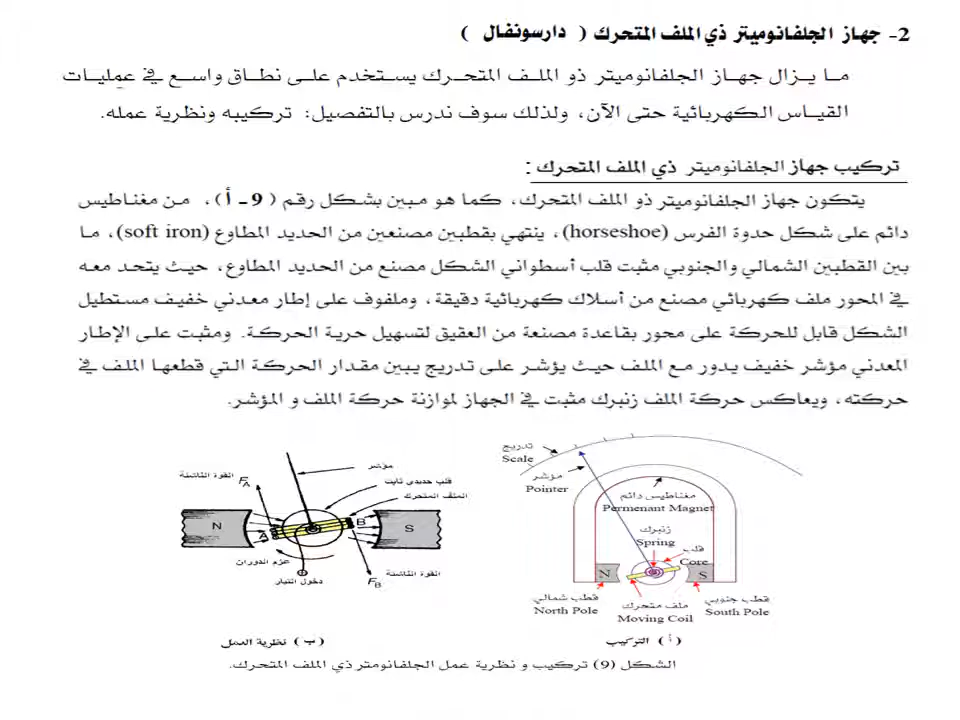 2- جهاز الجلفانوميتر ذي الملف المتحرك ( دارسونفال )
ما يزال جهاز الجلفانوميتر ذو الملف المتحرك يستخدم على نطاق واسع في عمليات
القياس الكهربائية حتى الآن، ولذلك سوف ندرس بالتفصيل: تركيبه ونظرية عمله.
تركيب جهاز الجلفانوميتر ذي الملف المتحرك :
يتكون جهاز الجلفانوميتر ذو الملف المتحرك، كما هو مبين بشكل رقم ( 9- أ)، من مغناطيس
دائم على شكل حدوة الفرس (horseshoe)، ينتهي بقطبين مصنعين من الحديد المطاوع (soft iron)، ما
بين القطبين الشمالي والجنوبي مثبت قلب أسطواني الشكل مصنع من الحديد المطاوع، حيث يتحد معه
في المحور ملف كهربائي مصنع من أسلاك كهربائية دقيقة، وملفوف على إطار معدني خفيف مستطيل
الشكل قابل للحركة على محور بقاعدة مصنعة من العقيق لتسهيل حرية الحركة. ومثبت على الإطار
المعدني مؤشر خفيف يدور مع الملف حيث يؤشر على تدريج يبين مقدار الحركة التي قطعها الملف في
حركته، ويعاكس حركة الملف زنبرك مثبت في الجهاز لموازنة حركة الملف و المؤشر.
تدريج
Scale
مؤشر
Pointer
مغناطيس دائم
Permenant Magnet
زنبرك
Spring
قلب
Core
N
S
قطب شمالي
North Pole
ملف متحرك
Moving Coil
قطب جنوبي
South Pole
( أ ) التركيب
مؤشر
القوة الناشئة
FA
قلب حديدى ثابت
الملف المتحرك
N
A
B
S
عزم الدوران
دخول التيار
القوة الناشئة
FB
( ب ) نظرية العمل
الشكل (9) تركيب و نظرية عمل الجلفانومتر ذي الملف المتحرك.